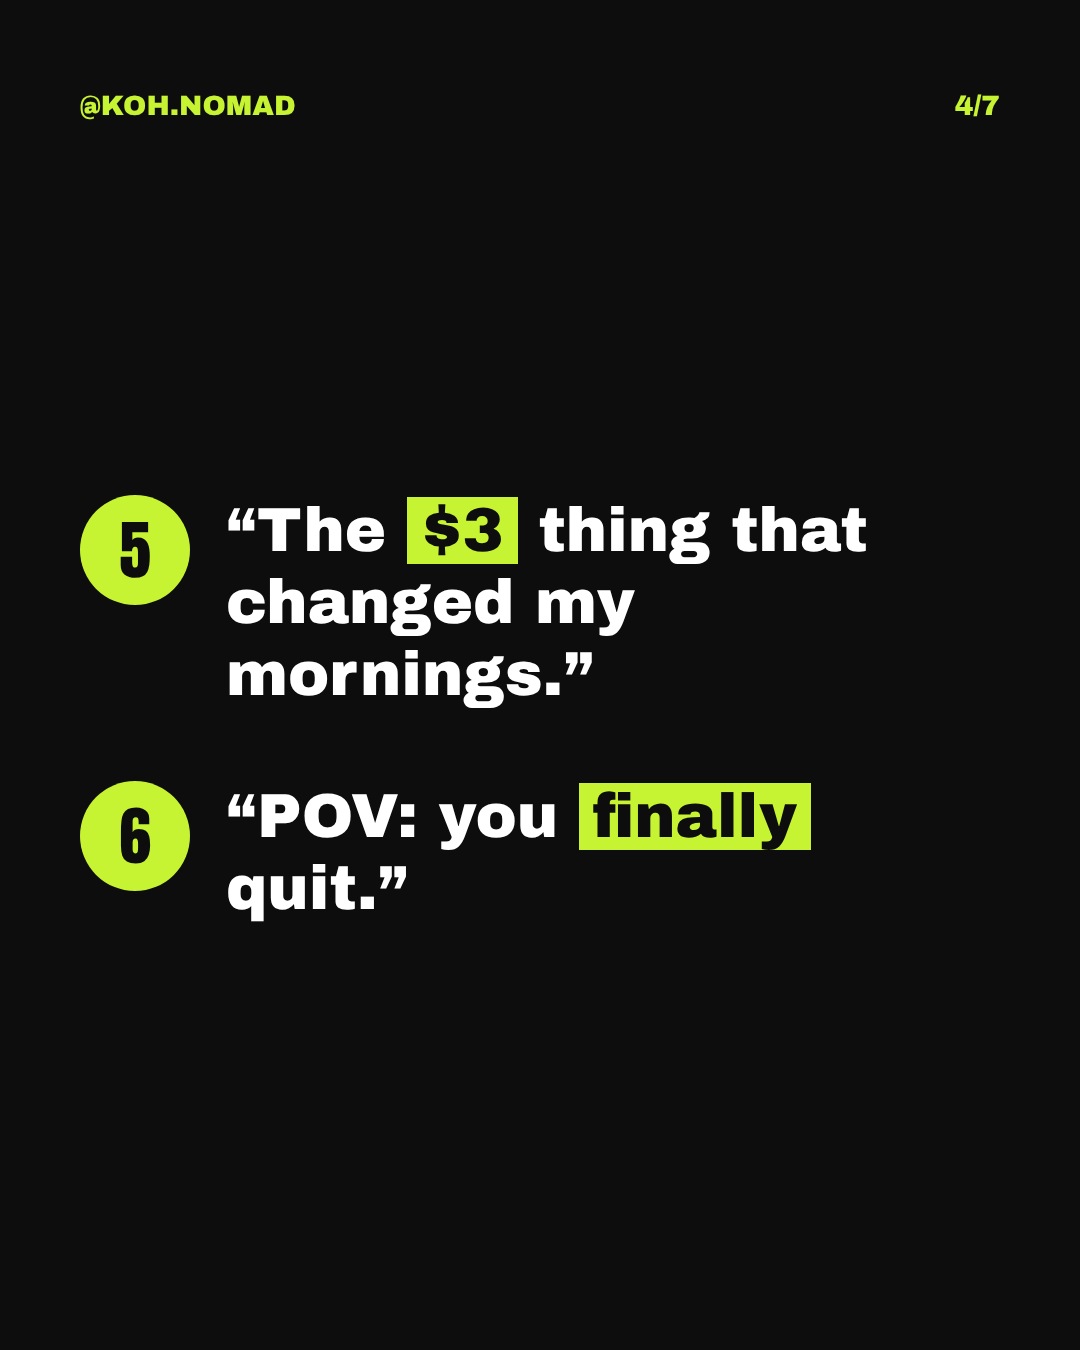 @KOH.NOMAD
4/7
5
“The $3 thing that
changed my
mornings.”
6
“POV: you finally
quit.”